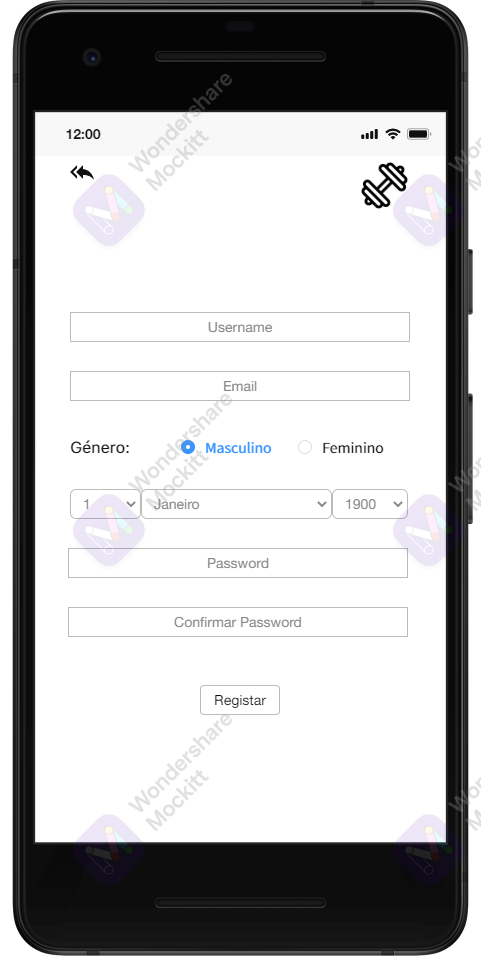 12:00
Wondershare
Mockitt
Username
Email
Género: Masculino Feminino
Wondershare
Mockitt
1 Janeiro 1900
Password
Confirmar Password
Registar
Wondershare
Mockitt